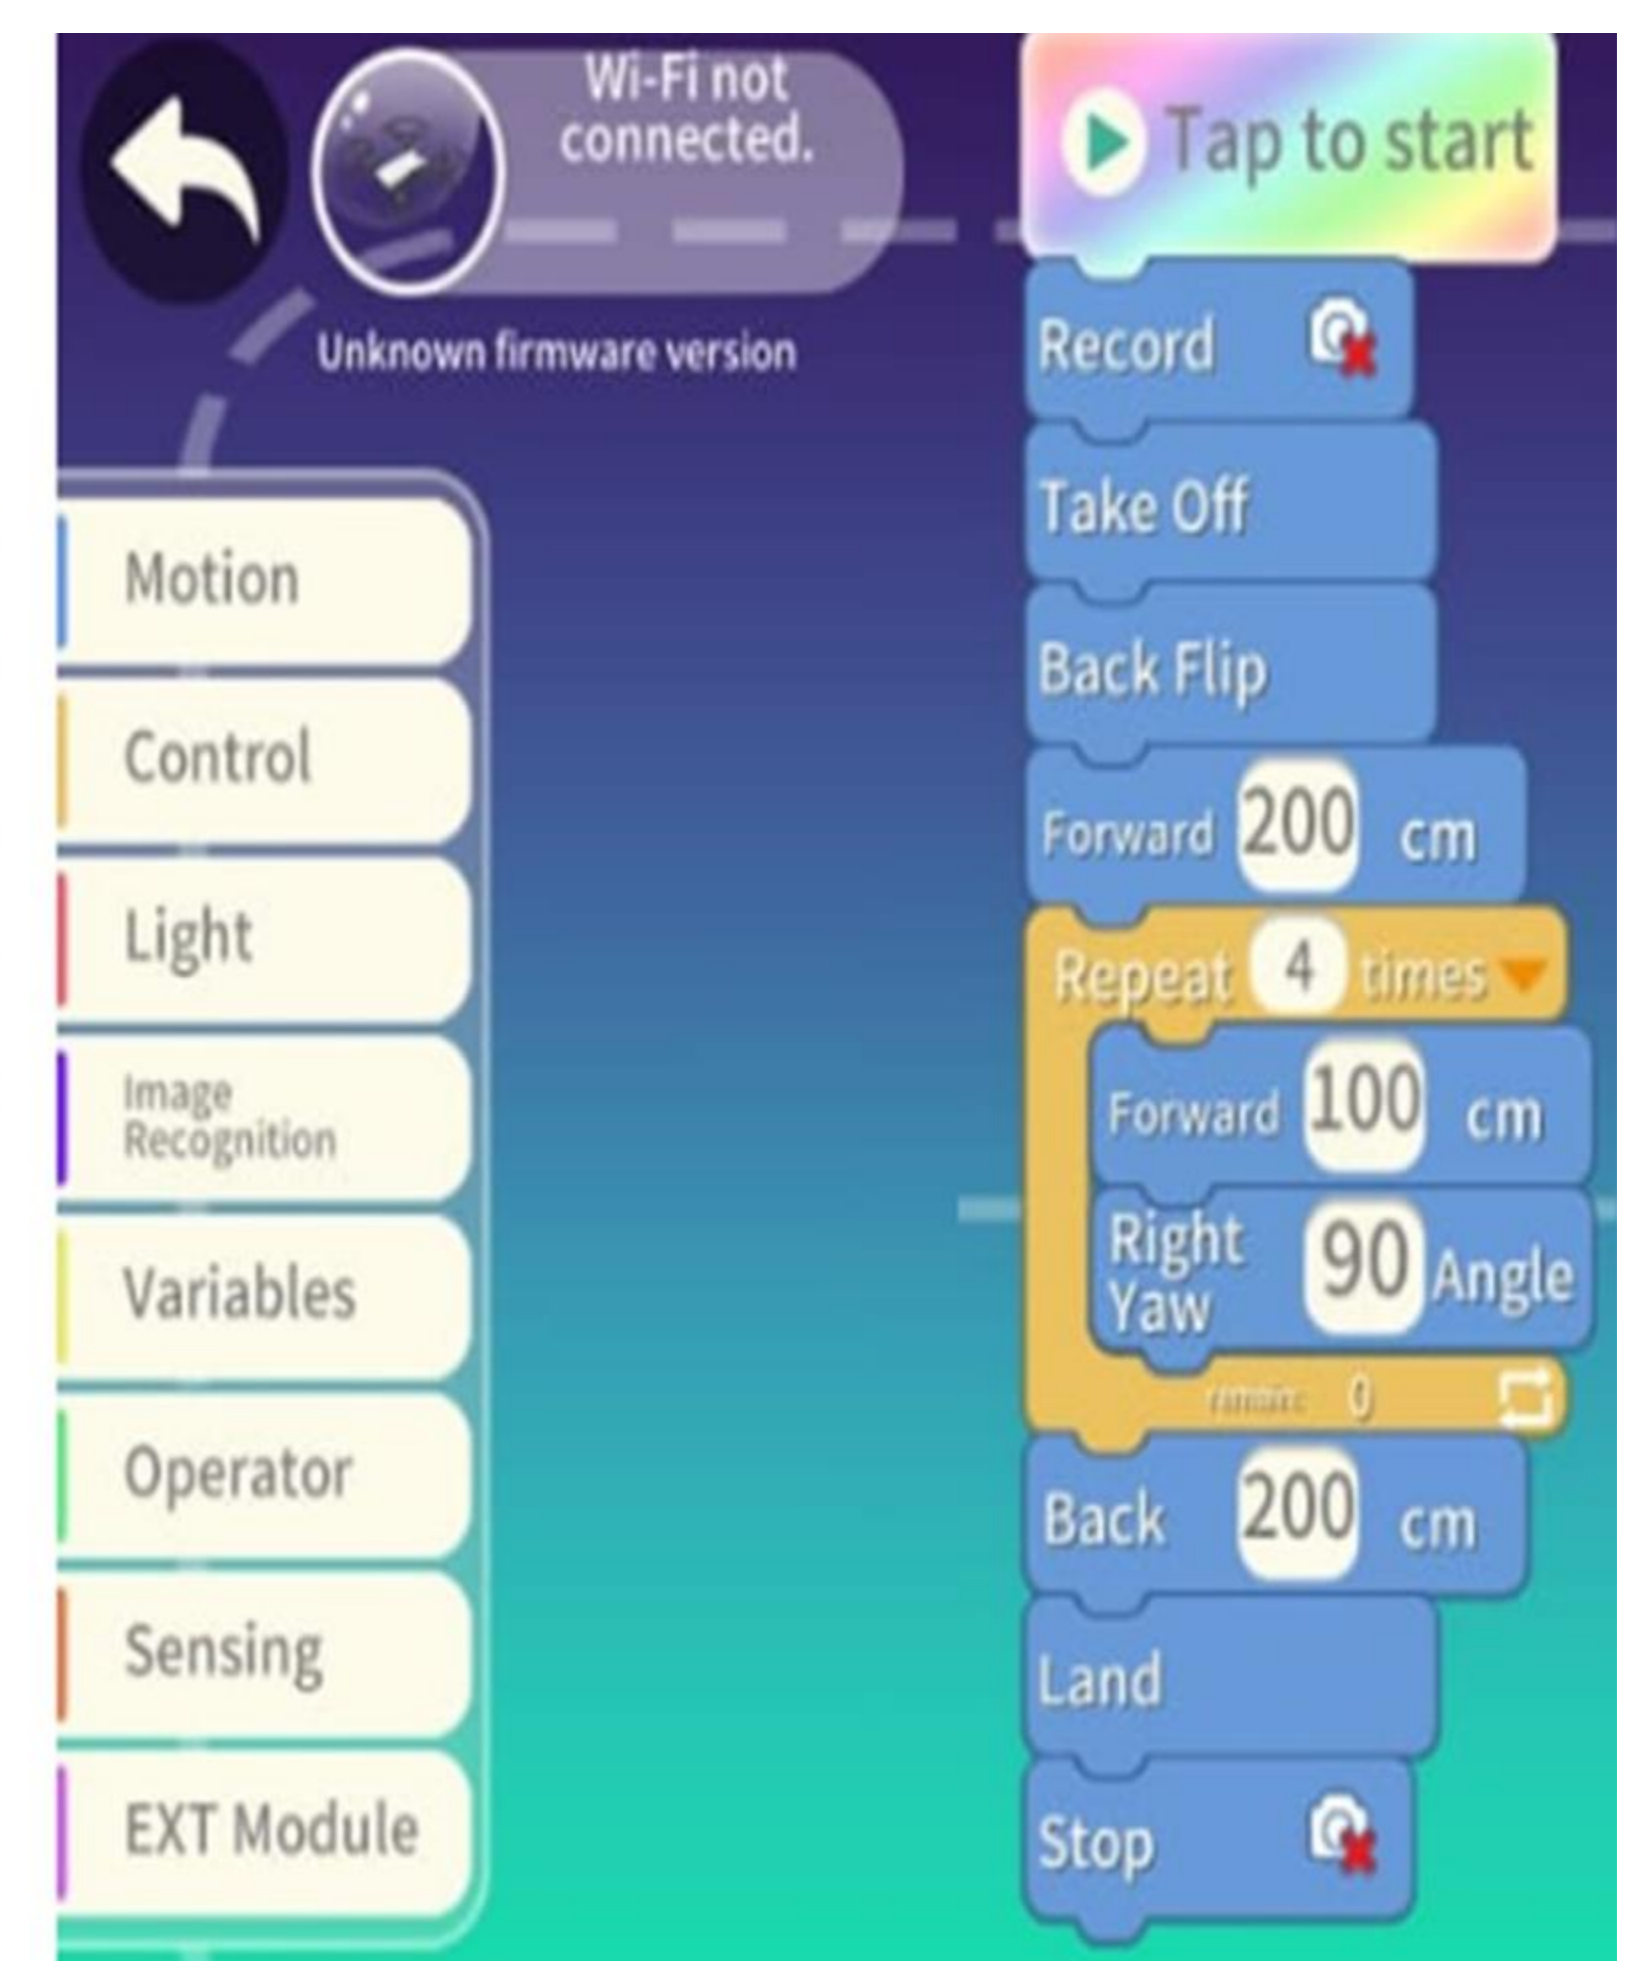 Wi-Fi not
connected.
Unknown firmware version
Motion
Control
Light
Image
Recognition
Variables
Operator
Sensing
EXT Module
Tap to start
Record
Take Off
Back Flip
Forward 200 cm
Repeat 4 times
Forward 100 cm
Right
Yaw 90 Angle
0
Back 200 cm
Land
Stop